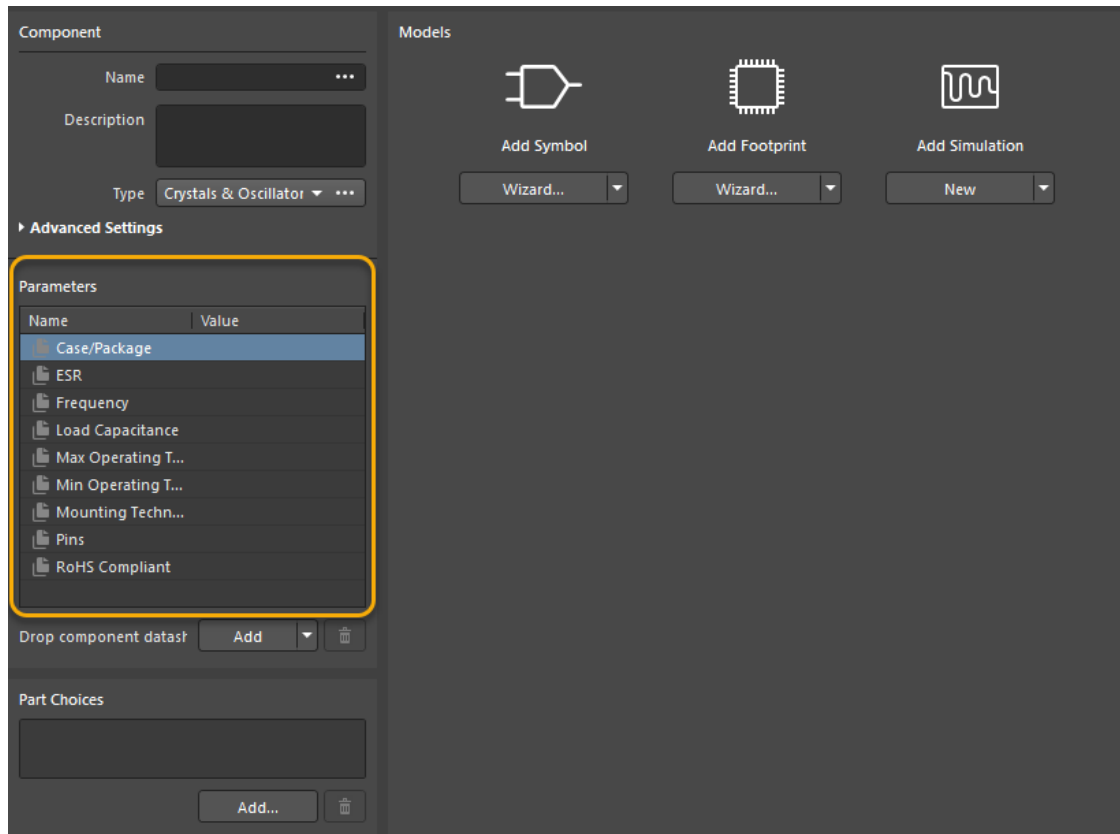 Component
Name
Description
Type Crystals & Oscillator
Advanced Settings
Parameters
Name Value
Case/Package
ESR
Frequency
Load Capacitance
Max Operating T...
Min Operating T...
Mounting Techn...
Pins
RoHS Compliant
Drop component datash Add
Part Choices
Add...
Models
Add Symbol Add Footprint Add Simulation
Wizard... Wizard... New